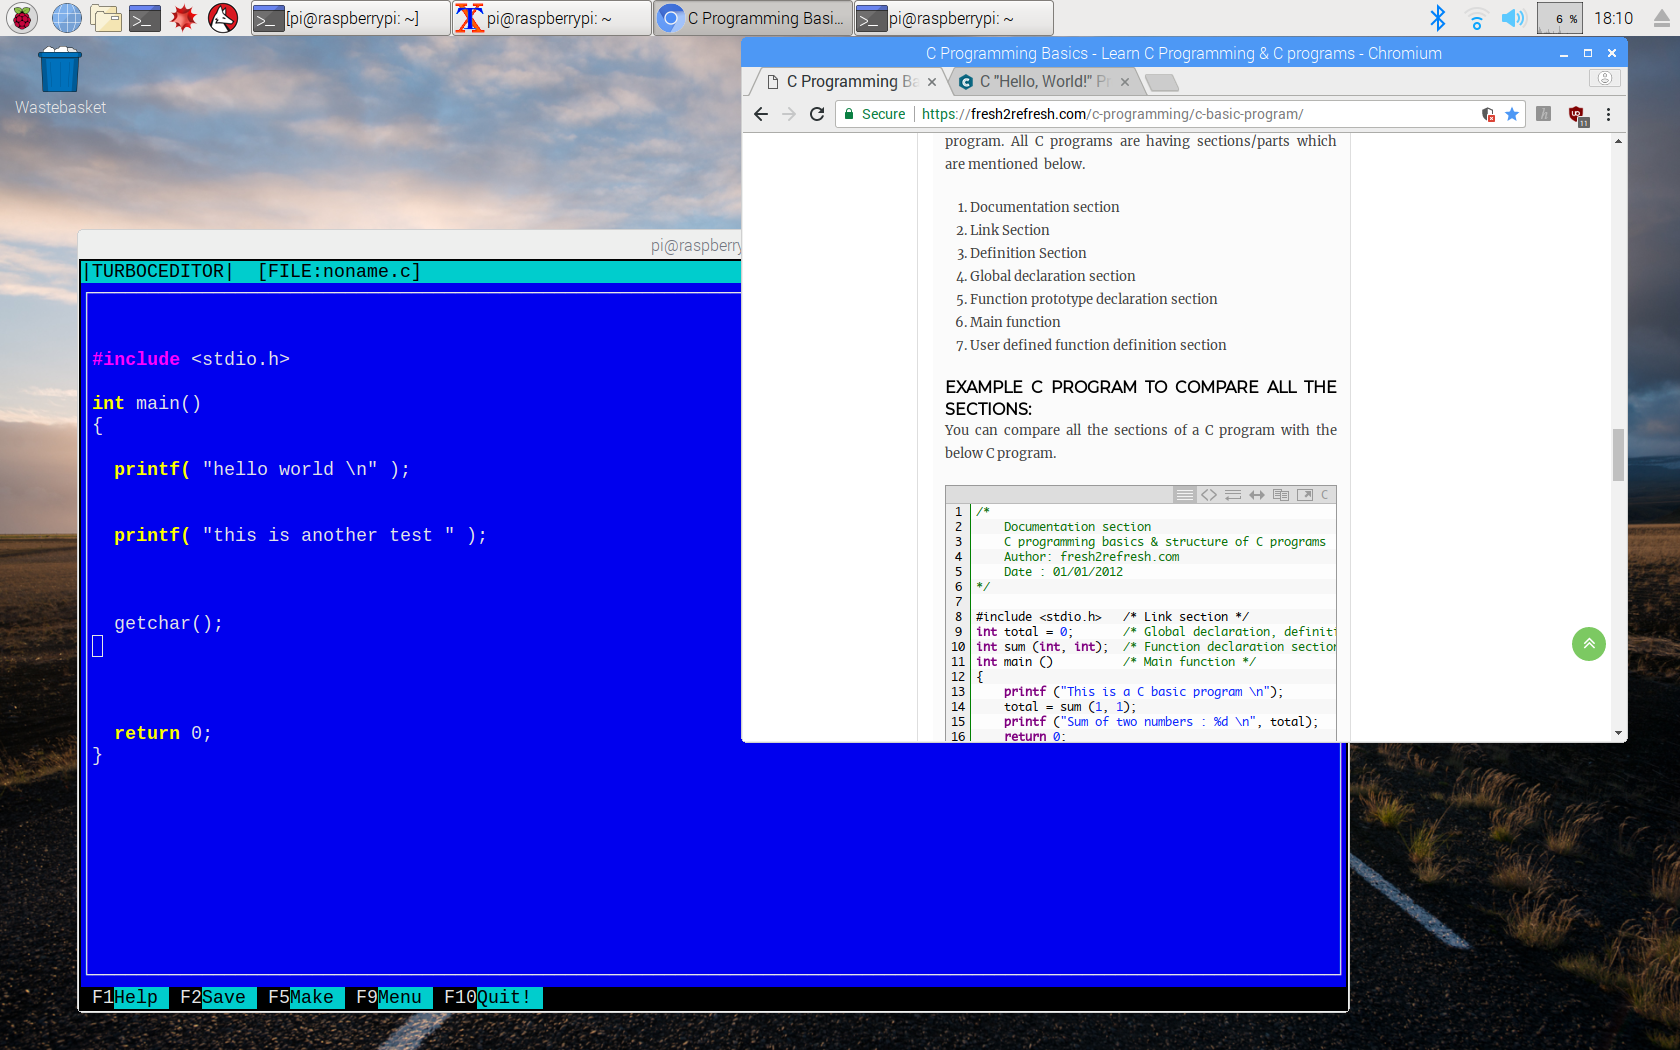 [pi@raspberrypi: ~]
pi@raspberrypi: ~
C Programming Basi...
pi@raspberrypi: ~
6 %
18:10
Wastebasket
C Programming Basics - Learn C Programming & C programs - Chromium
C Programming Ba
C "Hello, World!" Pr
Secure
https://fresh2refresh.com/c-programming/c-basic-program/
11
program. All C programs are having sections/parts which
are mentioned below.
1. Documentation section
2. Link Section
3. Definition Section
4. Global declaration section
5. Function prototype declaration section
6. Main function
7. User defined function definition section
EXAMPLE C PROGRAM TO COMPARE ALL THE
SECTIONS:
You can compare all the sections of a C program with the
below C program.
C
1 /*
2 Documentation section
3 C programming basics & structure of C programs
4 Author: fresh2refresh.com
5 Date : 01/01/2012
6 */
7
8 #include <stdio.h> /* Link section */
9 int total = 0; /* Global declaration, definit
10 int sum (int, int); /* Function declaration section
11 int main () /* Main function */
12 {
13 printf ("This is a C basic program \n");
14 total = sum (1, 1);
15 printf ("Sum of two numbers : %d \n", total);
16 return 0;
pi@raspberry
|TURBOCEDITOR| [FILE:noname.c]
#include <stdio.h>
int main()
{
printf( "hello world \n" );
printf( "this is another test " );
getchar();
return 0;
}
F1Help F2Save F5Make F9Menu F10Quit!